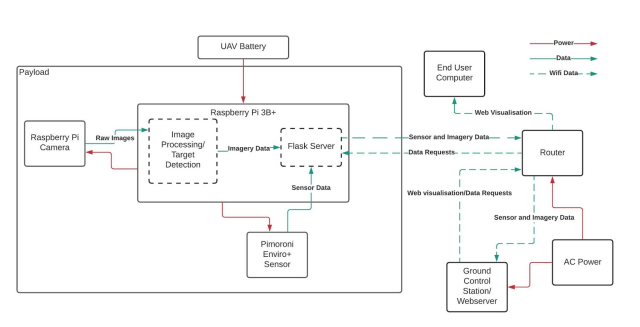 UAV Battery
Power
Data
Wifi Data
Payload
End User
Computer
Raspberry Pi 3B+
Web Visualisation
Raspberry Pi
Camera
Raw Images
Image
Processing/
Target
Detection
Imagery Data
Flask Server
Sensor and Imagery Data
Data Requests
Router
Sensor Data
Web visualisation/Data Requests
Sensor and Imagery Data
Pimoroni
Enviro+
Sensor
AC Power
Ground
Control
Station/
Webserver